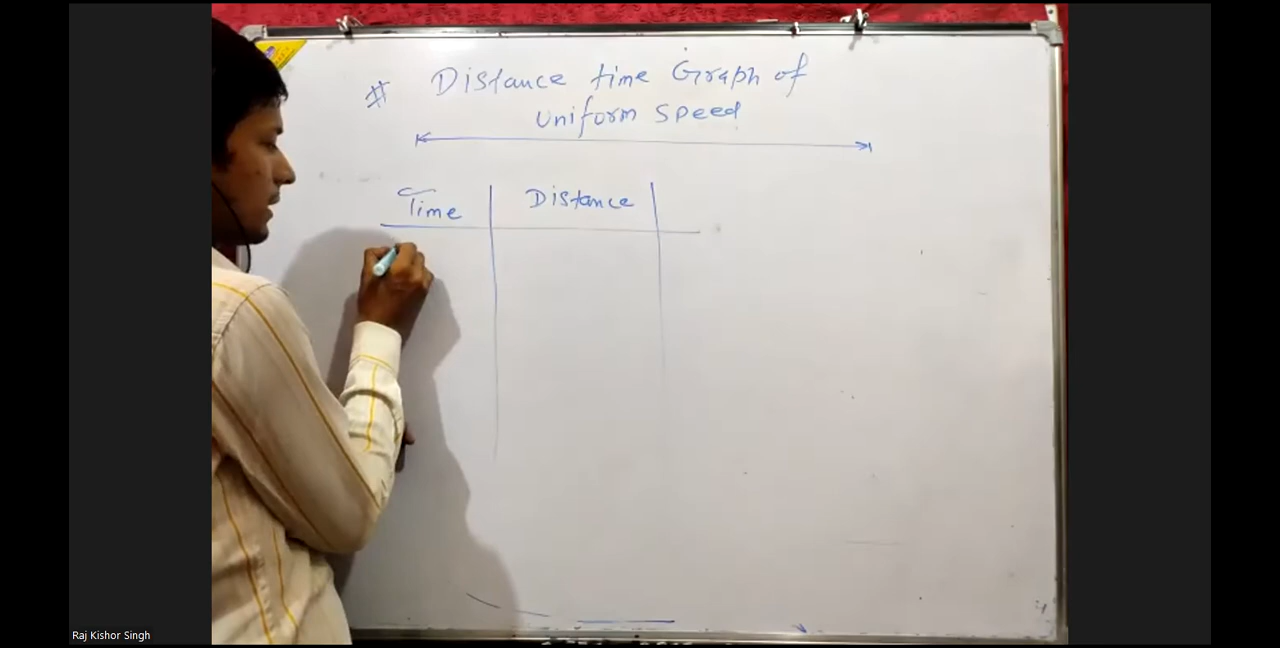 # Distance time Graph of
uniform speed
Time Distance
Raj Kishor Singh